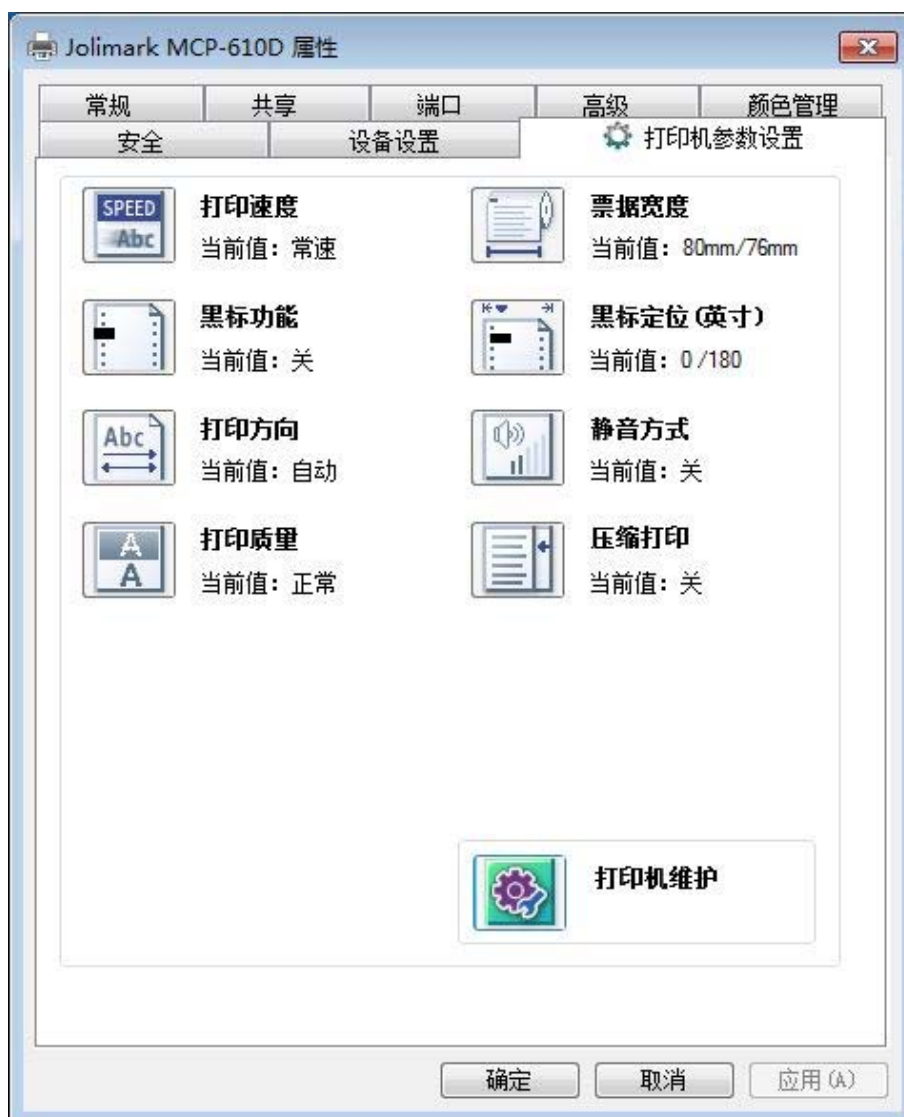 Jolimark MCP-610D 属性
常规 共享 端口 高级 颜色管理
安全 设备设置 打印机参数设置
SPEED Abc 打印速度
当前值：常速
票据宽度
当前值：80mm/76mm
黑标功能
当前值：关
黑标定位(英寸)
当前值：0/180
Abc 打印方向
当前值：自动
静音方式
当前值：关
A A 打印质量
当前值：正常
压缩打印
当前值：关
打印机维护
确定 取消 应用(A)